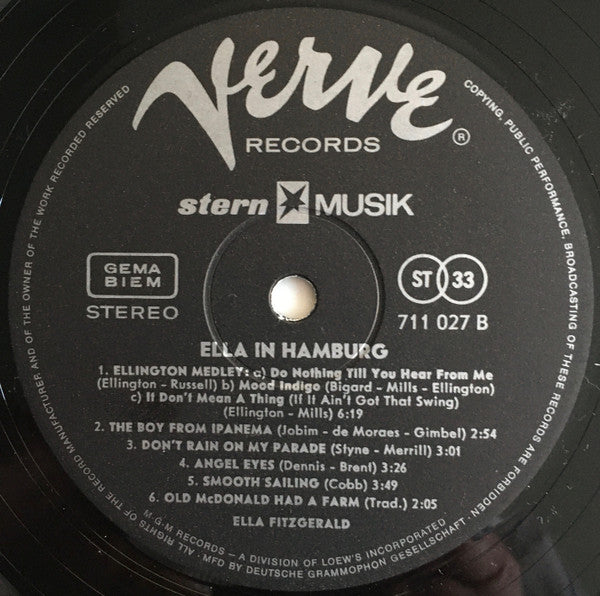 Verve
RECORDS ®
stern MUSIK
GEMA
BIEM
STEREO
ST 33
711 027 B
ELLA IN HAMBURG
1. ELLINGTON MEDLEY: a) Do Nothing Till You Hear From Me
(Ellington - Russell) b) Mood Indigo (Bigard - Mills - Ellington)
c) If Don't Mean A Thing (If If Ain't Got That Swing)
(Ellington - Mills) 6:19
2. THE BOY FROM IPANEMA (Jobim - de Moraes - Gimbel) 2:54
3. DON'T RAIN ON MY PARADE (Styne - Merrill) 3:01
4. ANGEL EYES (Dennis - Brent) 3:26
5. SMOOTH SAILING (Cobb) 3:49
6. OLD McDONALD HAD A FARM (Trad.) 2:05
ELLA FITZGERALD
M.G.M RECORDS – A DIVISION OF LOEW'S INCORPORATED
ALL RIGHTS OF THE RECORD MANUFACTURER AND OF THE OWNER OF THE WORK RECORDED RESERVED
COPYING, PUBLIC PERFORMANCE, BROADCASTING OF THESE RECORDS ARE FORBIDDEN · MFD BY DEUTSCHE GRAMMOPHON GESELLSCHAFT ·